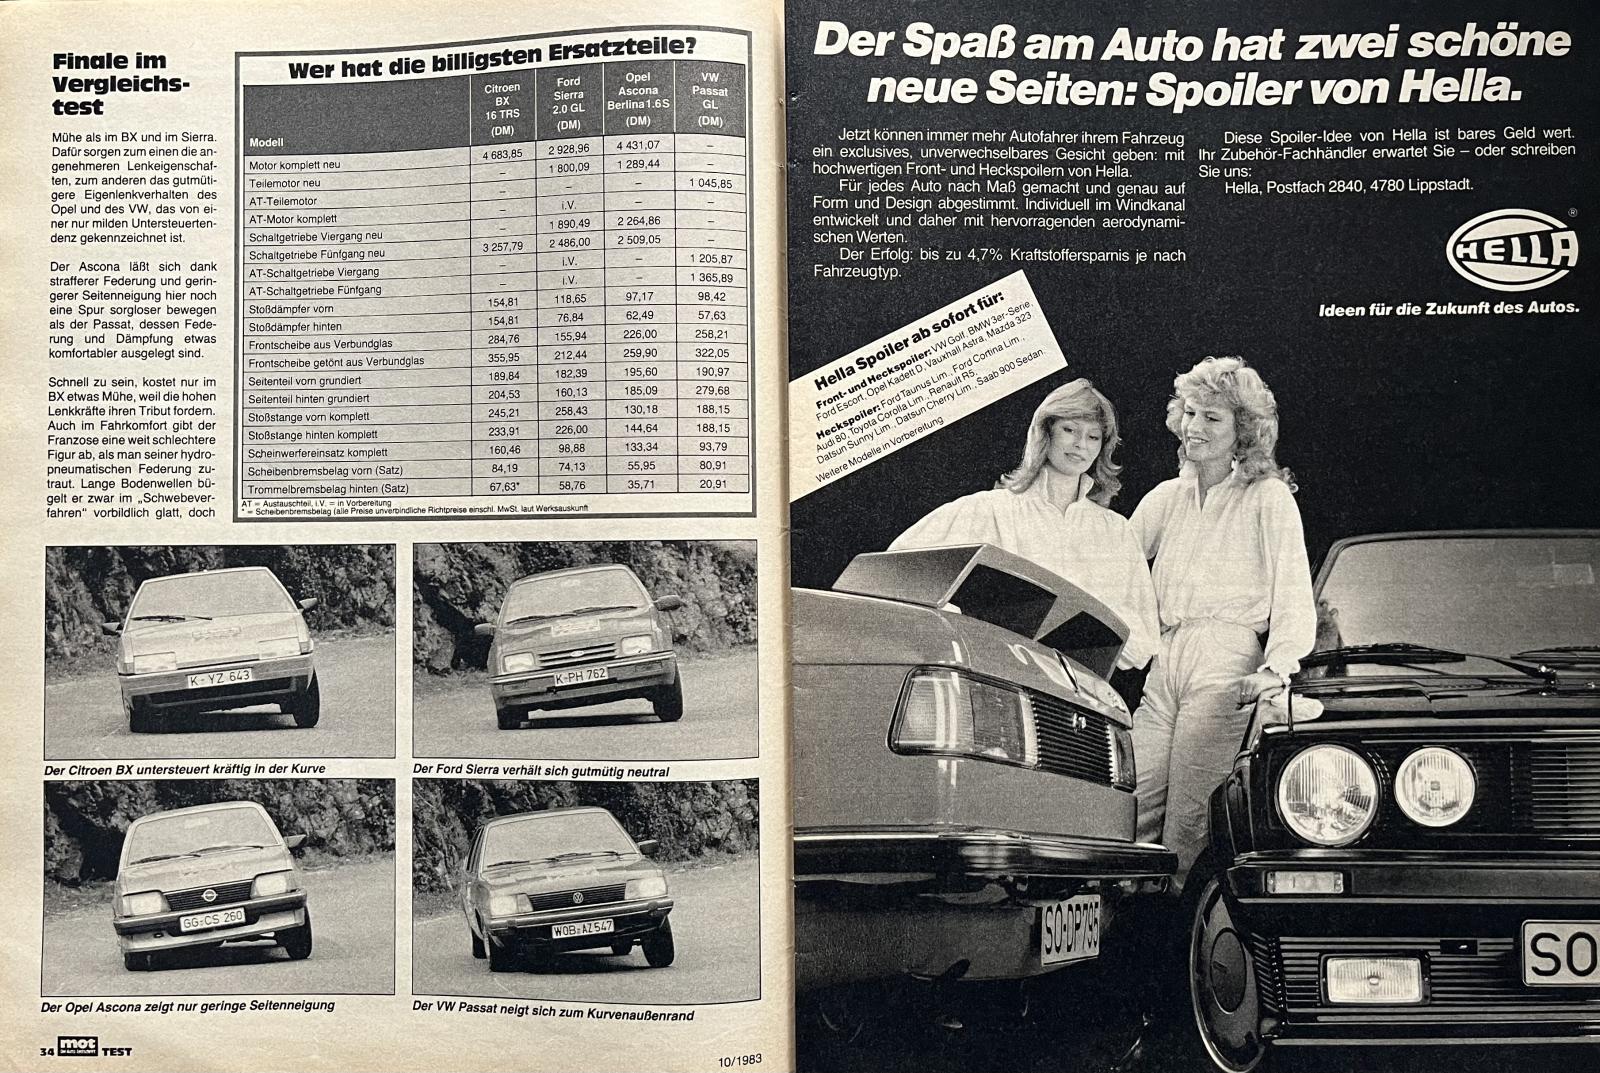 Finale im
Vergleichs-
test
Mühe als im BX und im Sierra.
Dafür sorgen zum einen die an-
genehmeren Lenkeigenschaf-
ten, zum anderen das gutmüti-
gere Eigenlenkverhalten des
Opel und des VW, das von ei-
ner nur milden Untersteuerten-
denz gekennzeichnet ist.
Der Ascona läßt sich dank
strafferer Federung und gerin-
gerer Seitenneigung hier noch
eine Spur sorgloser bewegen
als der Passat, dessen Fede-
rung und Dämpfung etwas
komfortabler ausgelegt sind.
Schnell zu sein, kostet nur im
BX etwas Mühe, weil die hohen
Lenkkräfte ihren Tribut fordern.
Auch im Fahrkomfort gibt der
Franzose eine weit schlechtere
Figur ab, als man seiner hydro-
pneumatischen Federung zu-
traut. Lange Bodenwellen bü-
gelt er zwar im „Schwebever-
fahren" vorbildlich glatt, doch
Wer hat die billigsten Ersatzteile?
Modell Citroen BX 16 TRS (DM) Ford Sierra 2.0 GL (DM) Opel Ascona Berlina 1.6 S (DM) VW Passat GL (DM)
Motor komplett neu 4 683,85 2 928,96 4 431,07 –
Teilemotor neu – 1 800,09 1 289,44 –
AT-Teilemotor – – – 1 045,85
AT-Motor komplett – i.V. – –
Schaltgetriebe Viergang neu – 1 890,49 2 264,86 –
Schaltgetriebe Fünfgang neu 3 257,79 2 486,00 2 509,05 –
AT-Schaltgetriebe Viergang – i.V. – 1 205,87
AT-Schaltgetriebe Fünfgang – i.V. – 1 365,89
Stoßdämpfer vorn 154,81 118,65 97,17 98,42
Stoßdämpfer hinten 154,81 76,84 62,49 57,63
Frontscheibe aus Verbundglas 284,76 155,94 226,00 258,21
Frontscheibe getönt aus Verbundglas 355,95 212,44 259,90 322,05
Seitenteil vorn grundiert 189,84 182,39 195,60 190,97
Seitenteil hinten grundiert 204,53 160,13 185,09 279,68
Stoßstange vorn komplett 245,21 258,43 130,18 188,15
Stoßstange hinten komplett 233,91 226,00 144,64 188,15
Scheinwerfereinsatz komplett 160,46 98,88 133,34 93,79
Scheibenbremsbelag vorn (Satz) 84,19 74,13 55,95 80,91
Trommelbremsbelag hinten (Satz) 67,63* 58,76 35,71 20,91
AT = Austauschteil, i.V. = in Vorbereitung
* = Scheibenbremsbelag (alle Preise unverbindliche Richtpreise einschl. MwSt. laut Werksauskunft
K-YZ 643
K-PH 762
Der Citroen BX untersteuert kräftig in der Kurve
Der Ford Sierra verhält sich gutmütig neutral
GG-CS 260
WOB-AZ 547
Der Opel Ascona zeigt nur geringe Seitenneigung
Der VW Passat neigt sich zum Kurvenaußenrand
34 mot TEST
10/1983
Der Spaß am Auto hat zwei schöne
neue Seiten: Spoiler von Hella.
Jetzt können immer mehr Autofahrer ihrem Fahrzeug
ein exclusives, unverwechselbares Gesicht geben: mit
hochwertigen Front- und Heckspoilern von Hella.
Für jedes Auto nach Maß gemacht und genau auf
Form und Design abgestimmt. Individuell im Windkanal
entwickelt und daher mit hervorragenden aerodynami-
schen Werten.
Der Erfolg: bis zu 4,7% Kraftstoffersparnis je nach
Fahrzeugtyp.
Diese Spoiler-Idee von Hella ist bares Geld wert.
Ihr Zubehör-Fachhändler erwartet Sie – oder schreiben
Sie uns:
Hella, Postfach 2840, 4780 Lippstadt.
HELLA ®
Ideen für die Zukunft des Autos.
Hella Spoiler ab sofort für:
Front- und Heckspoiler: VW Golf, BMW 3er-Serie,
Ford Escort, Opel Kadett D, Vauxhall Astra, Mazda 323
Heckspoiler: Ford Taunus Lim., Ford Cortina Lim.,
Audi 80, Toyota Corolla Lim., Renault R5,
Datsun Sunny Lim., Datsun Cherry Lim., Saab 900 Sedan.
Weitere Modelle in Vorbereitung
SO-DP 795
SO